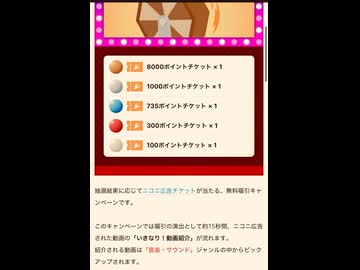 8000ポイントチケット × 1
1000ポイントチケット × 1
735ポイントチケット × 1
300ポイントチケット × 1
100ポイントチケット × 1
抽選結果に応じてニコニ広告チケットが当たる、無料福引キャ
ンペーンです。
このキャンペーンでは福引の演出として約15秒間、ニコニ広告
された動画の「いきなり！動画紹介」が流れます。
紹介される動画は「音楽・サウンド」ジャンルの中からピック
アップされます。